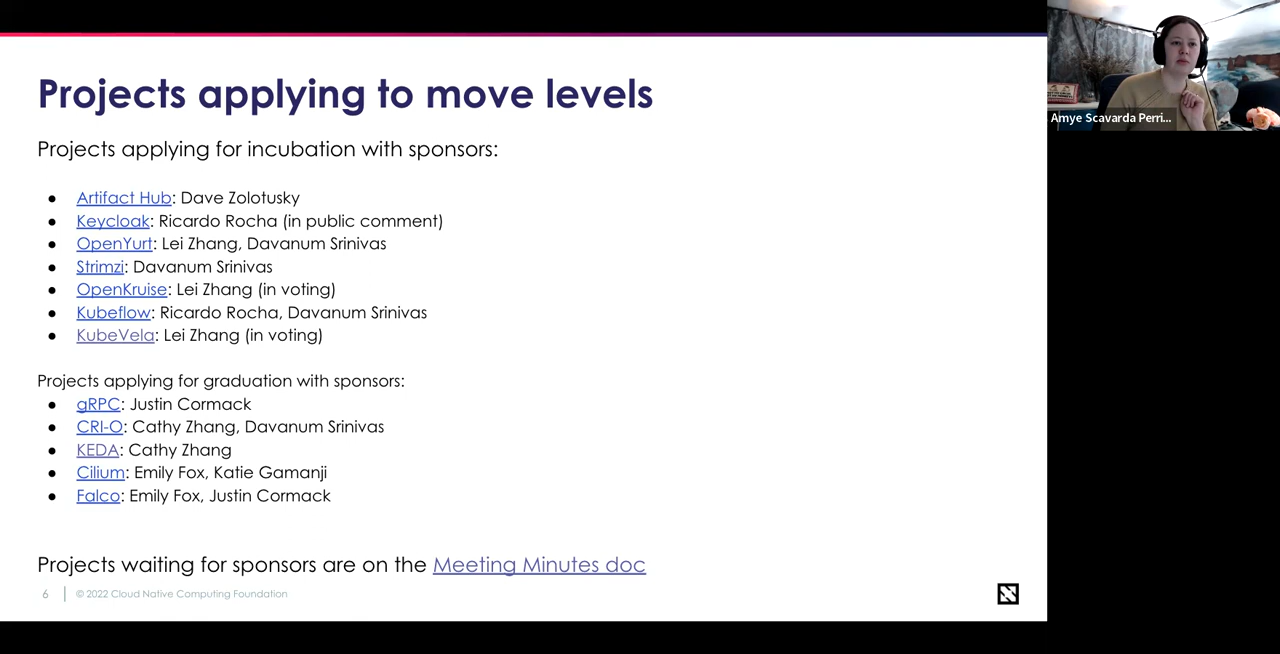 Projects applying to move levels
Projects applying for incubation with sponsors:
● Artifact Hub: Dave Zolotusky
● Keycloak: Ricardo Rocha (in public comment)
● OpenYurt: Lei Zhang, Davanum Srinivas
● Strimzi: Davanum Srinivas
● OpenKruise: Lei Zhang (in voting)
● Kubeflow: Ricardo Rocha, Davanum Srinivas
● KubeVela: Lei Zhang (in voting)
Projects applying for graduation with sponsors:
● gRPC: Justin Cormack
● CRI-O: Cathy Zhang, Davanum Srinivas
● KEDA: Cathy Zhang
● Cilium: Emily Fox, Katie Gamanji
● Falco: Emily Fox, Justin Cormack
Projects waiting for sponsors are on the Meeting Minutes doc
6 | © 2022 Cloud Native Computing Foundation
Amye Scavarda Perri...